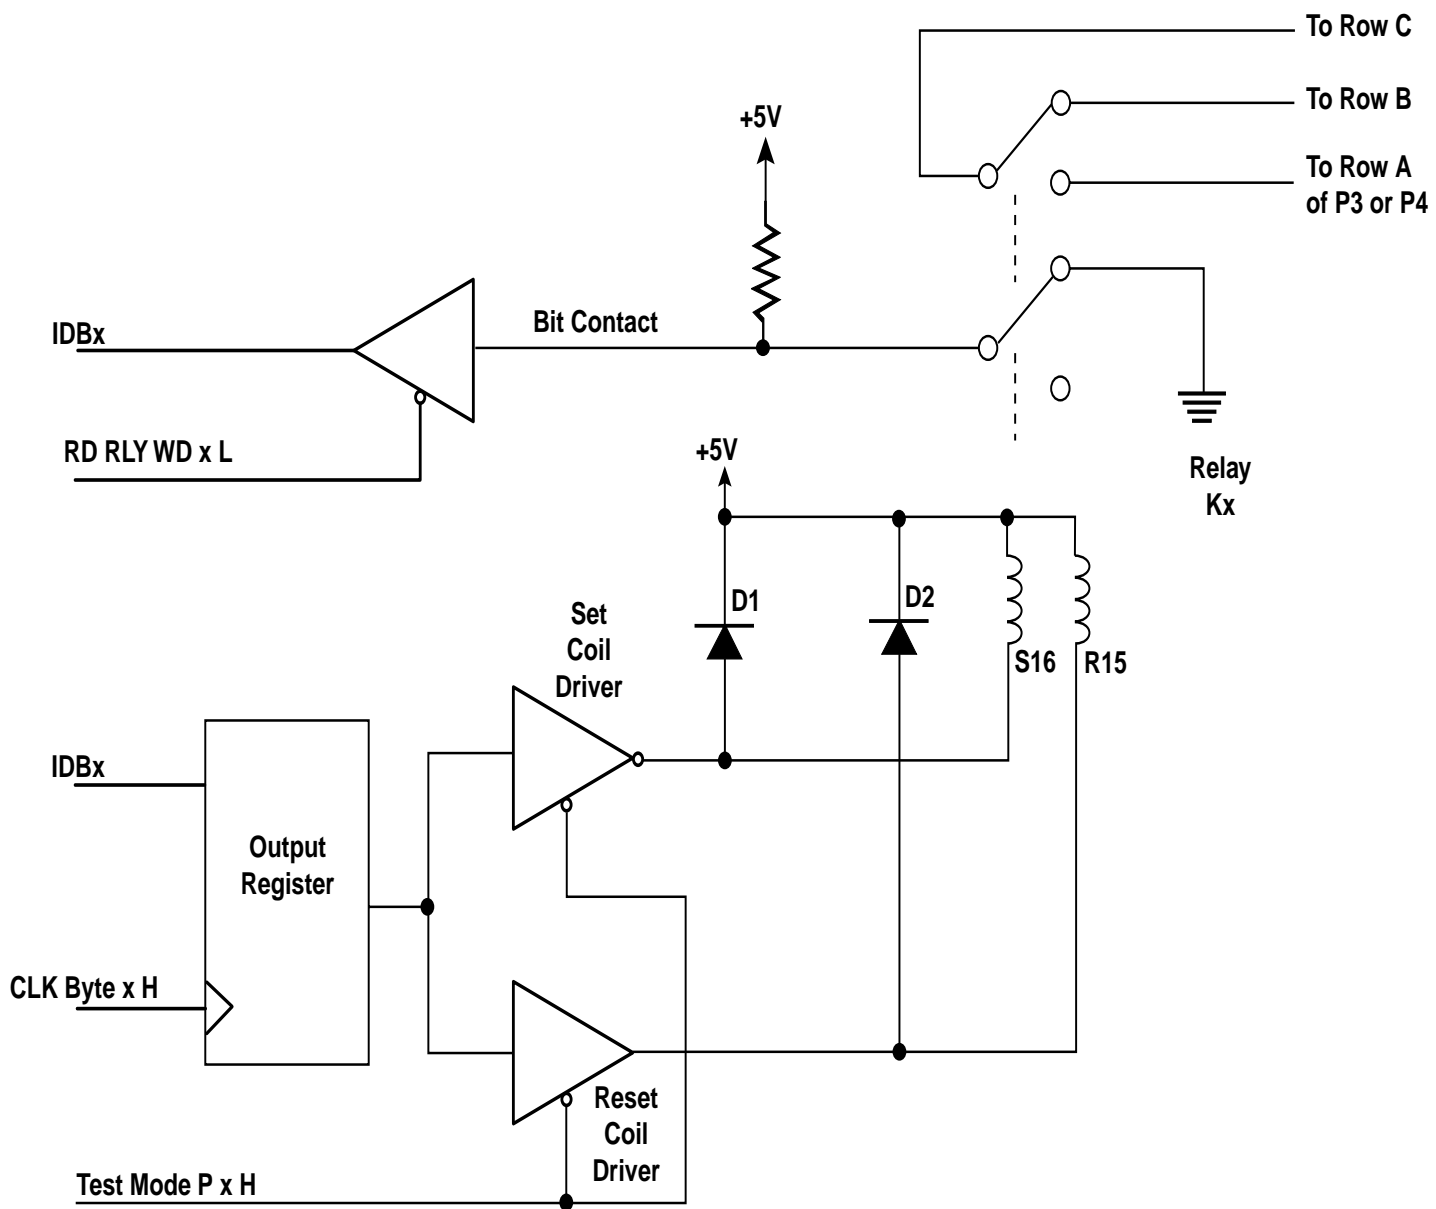 To Row C
To Row B
To Row A
of P3 or P4
+5V
Bit Contact
IDBx
RD RLY WD x L
Relay
Kx
+5V
D1
D2
S16
R15
Set
Coil
Driver
IDBx
Output
Register
CLK Byte x H
Reset
Coil
Driver
Test Mode P x H